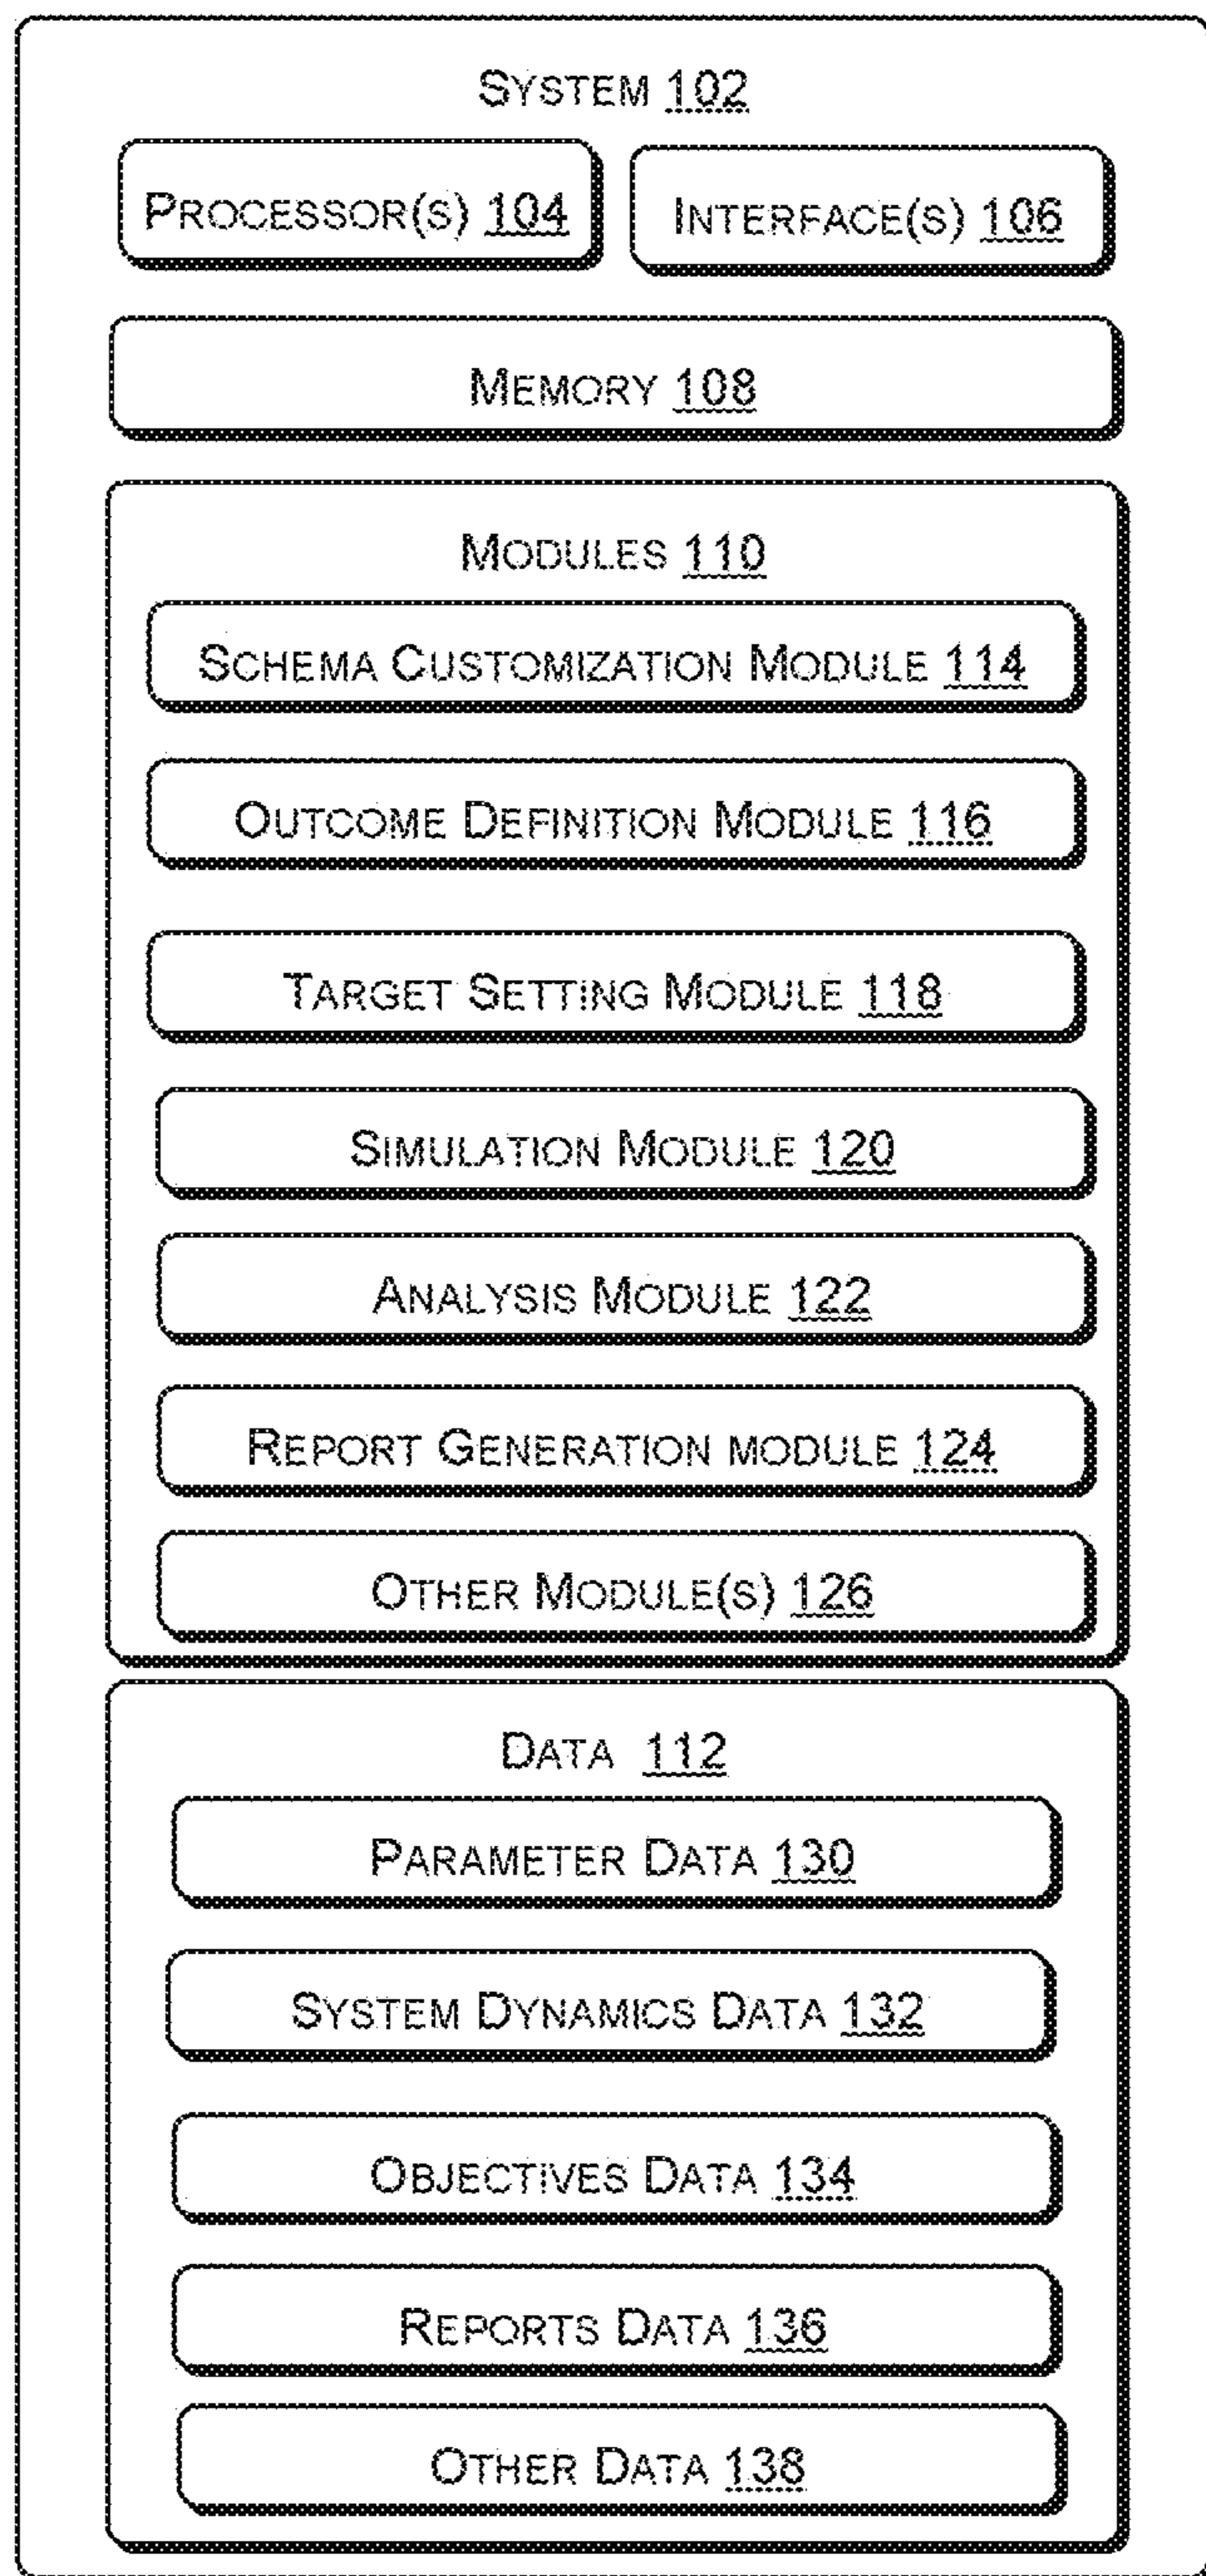 SYSTEM 102
PROCESSOR(S) 104
INTERFACE(S) 106
MEMORY 108
MODULES 110
SCHEMA CUSTOMIZATION MODULE 114
OUTCOME DEFINITION MODULE 116
TARGET SETTING MODULE 118
SIMULATION MODULE 120
ANALYSIS MODULE 122
REPORT GENERATION MODULE 124
OTHER MODULE(S) 126
DATA 112
PARAMETER DATA 130
SYSTEM DYNAMICS DATA 132
OBJECTIVES DATA 134
REPORTS DATA 136
OTHER DATA 138